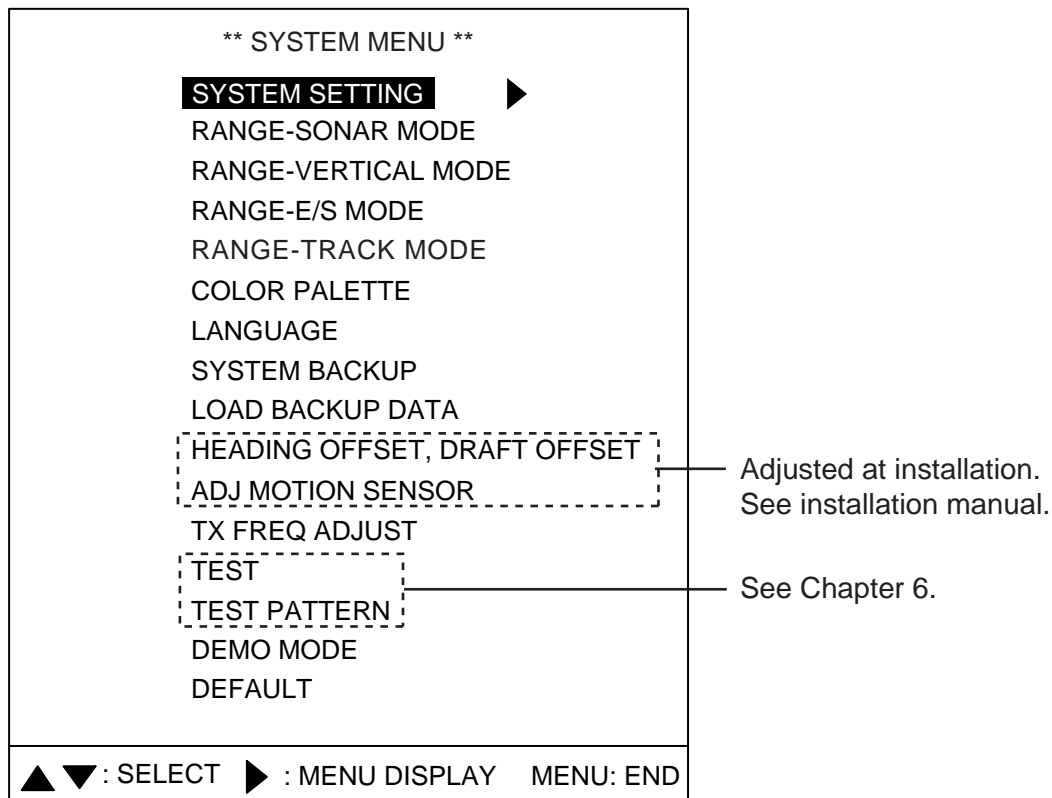 ** SYSTEM MENU **
SYSTEM SETTING ▶
RANGE-SONAR MODE
RANGE-VERTICAL MODE
RANGE-E/S MODE
RANGE-TRACK MODE
COLOR PALETTE
LANGUAGE
SYSTEM BACKUP
LOAD BACKUP DATA
HEADING OFFSET, DRAFT OFFSET
ADJ MOTION SENSOR
Adjusted at installation.
See installation manual.
TX FREQ ADJUST
TEST
TEST PATTERN
See Chapter 6.
DEMO MODE
DEFAULT
▲ ▼: SELECT ▶ : MENU DISPLAY MENU: END